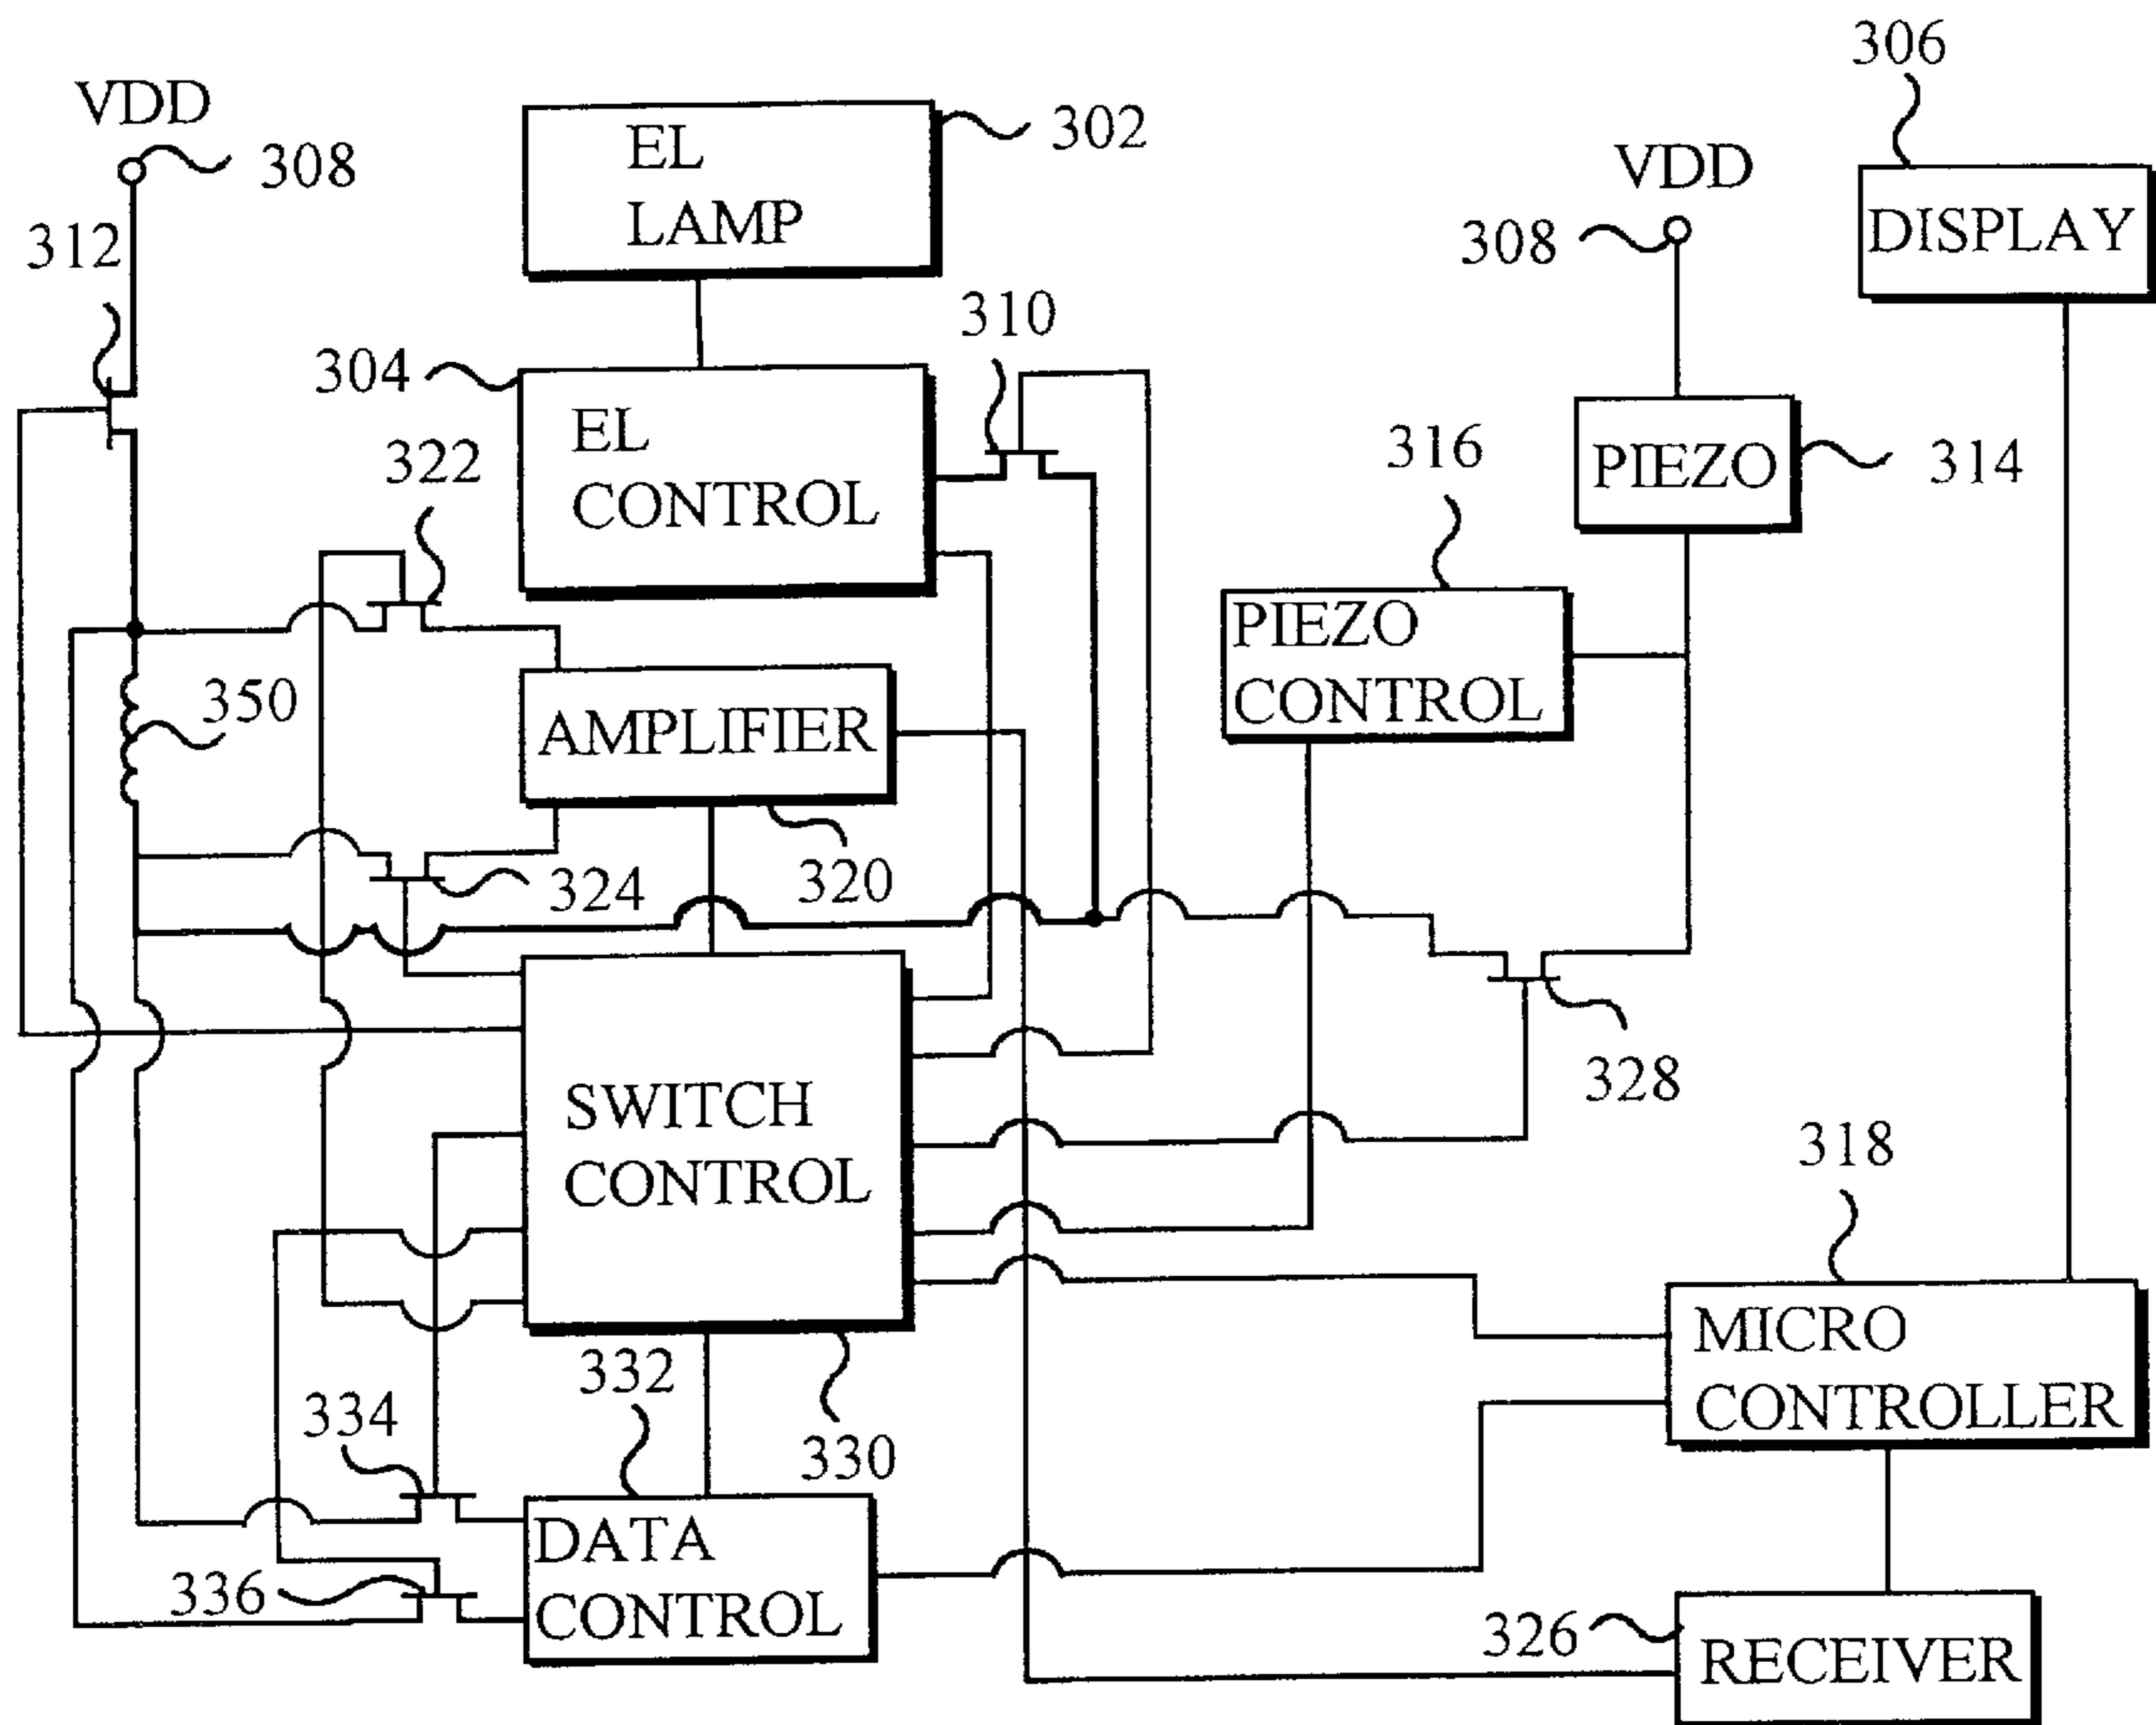 306
VDD
308
EL
LAMP
302
VDD
308
DISPLAY
312
310
304
EL
CONTROL
322
316
PIEZO
314
PIEZO
CONTROL
350
AMPLIFIER
324
320
328
SWITCH
CONTROL
318
MICRO
CONTROLLER
332
334
330
DATA
CONTROL
336
326
RECEIVER